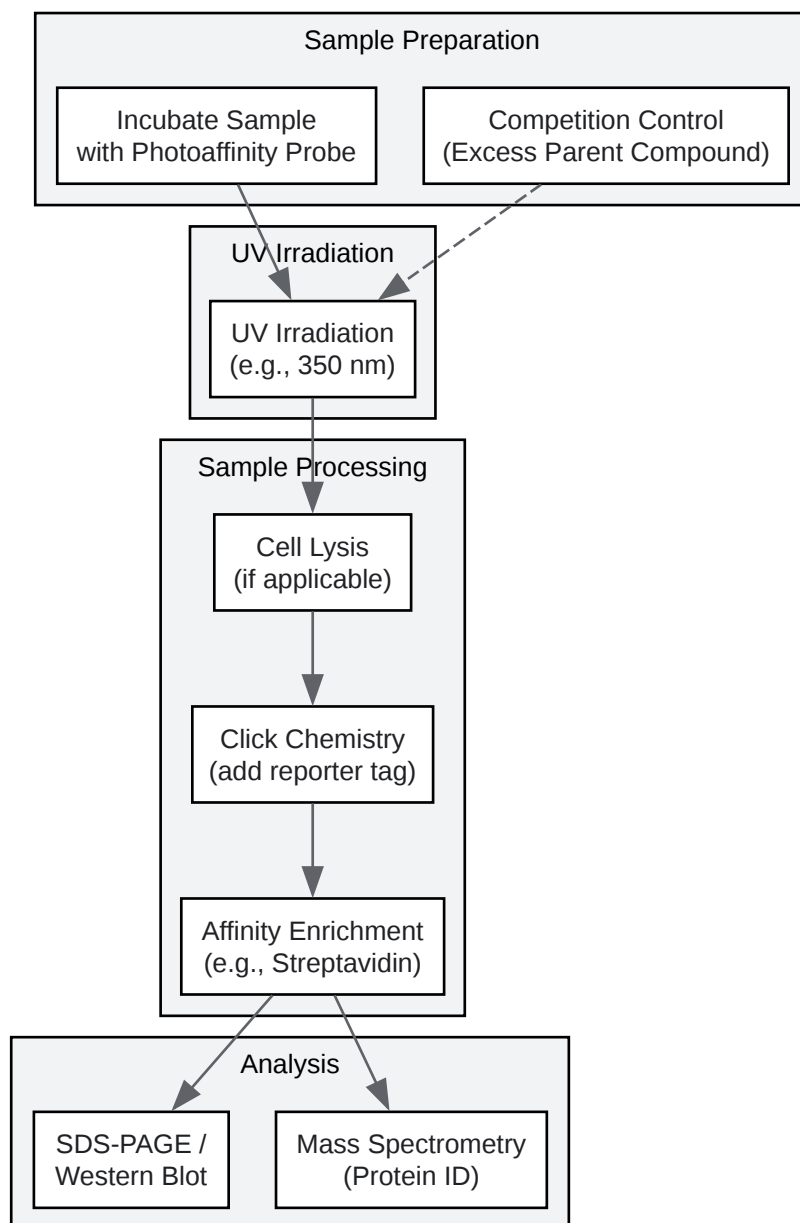 Sample Preparation
Incubate Sample
with Photoaffinity Probe
Competition Control
(Excess Parent Compound)
UV Irradiation
UV Irradiation
(e.g., 350 nm)
Sample Processing
Cell Lysis
(if applicable)
Click Chemistry
(add reporter tag)
Affinity Enrichment
(e.g., Streptavidin)
Analysis
SDS-PAGE /
Western Blot
Mass Spectrometry
(Protein ID)